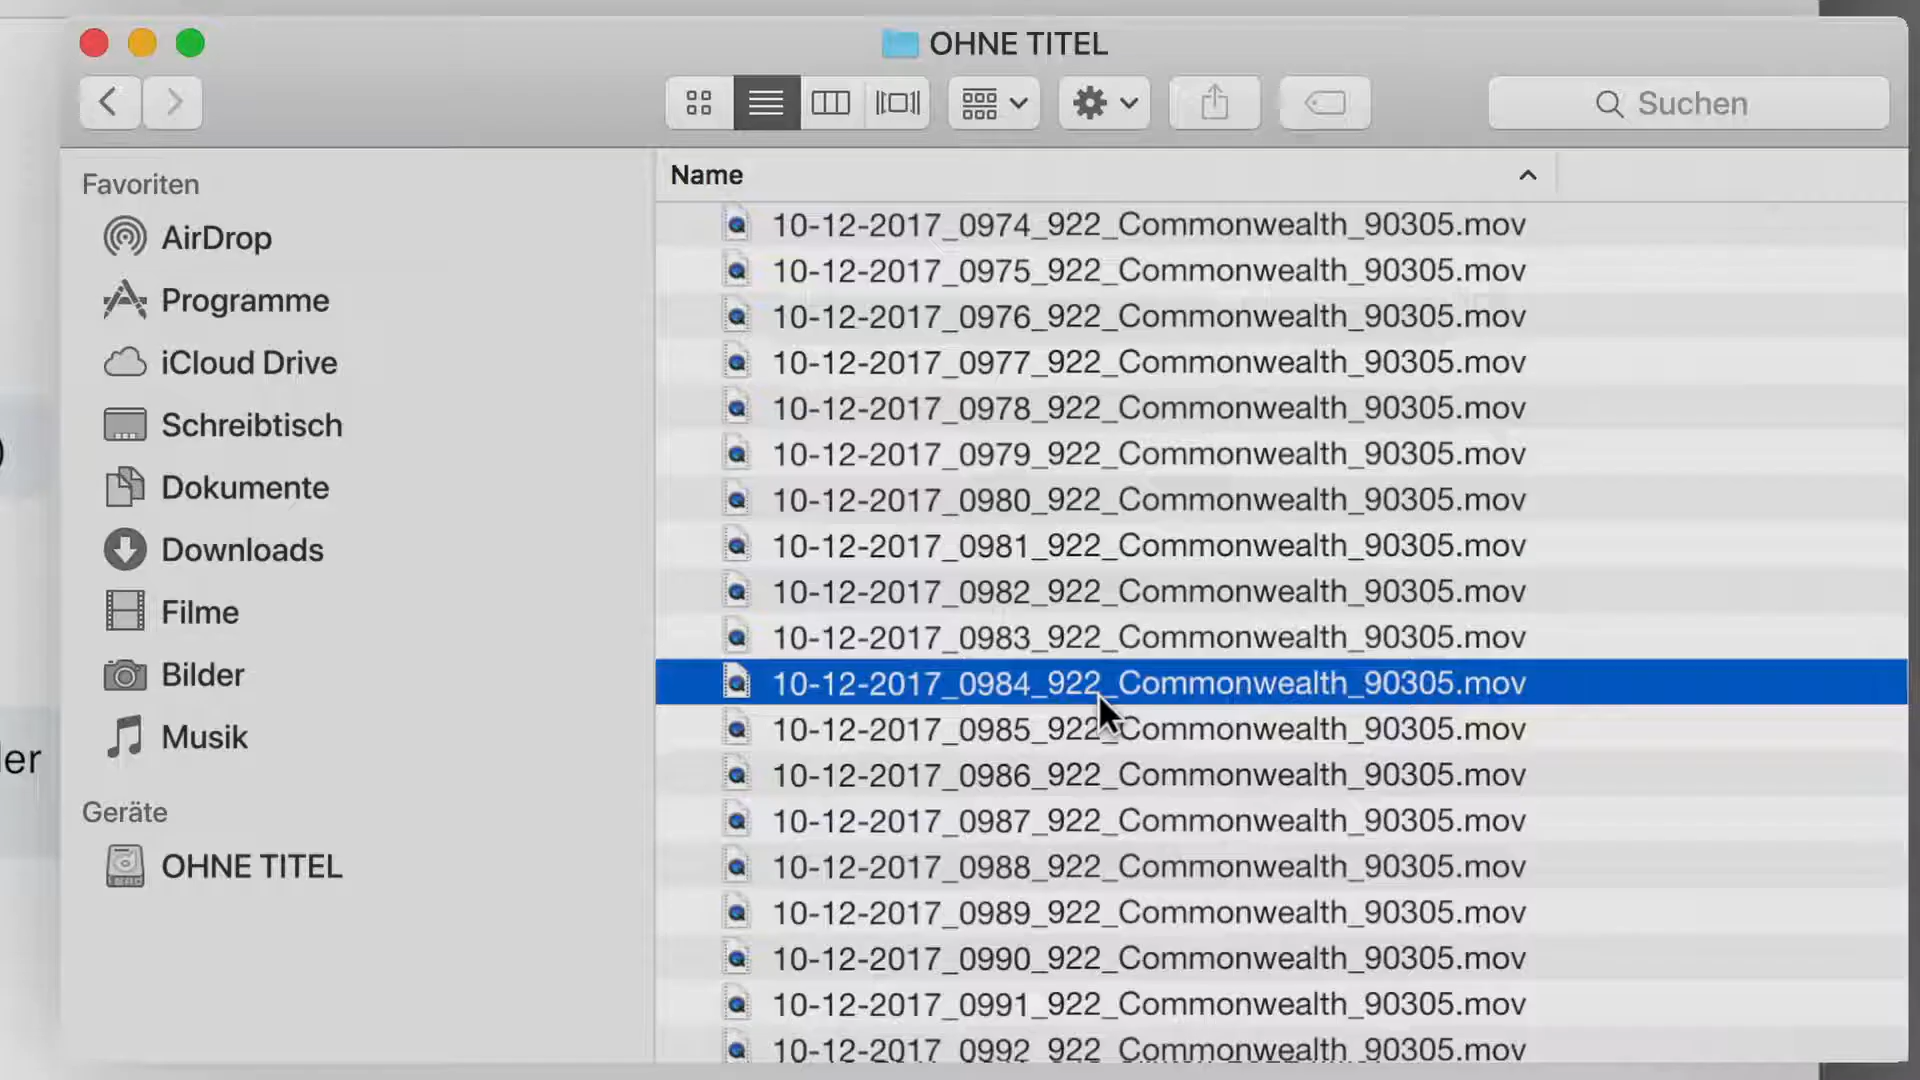 OHNE TITEL
Suchen
Favoriten
AirDrop
Programme
iCloud Drive
Schreibtisch
Dokumente
Downloads
Filme
Bilder
Musik
Geräte
OHNE TITEL
Name
10-12-2017_0974_922_Commonwealth_90305.mov
10-12-2017_0975_922_Commonwealth_90305.mov
10-12-2017_0976_922_Commonwealth_90305.mov
10-12-2017_0977_922_Commonwealth_90305.mov
10-12-2017_0978_922_Commonwealth_90305.mov
10-12-2017_0979_922_Commonwealth_90305.mov
10-12-2017_0980_922_Commonwealth_90305.mov
10-12-2017_0981_922_Commonwealth_90305.mov
10-12-2017_0982_922_Commonwealth_90305.mov
10-12-2017_0983_922_Commonwealth_90305.mov
10-12-2017_0984_922_Commonwealth_90305.mov
10-12-2017_0985_922_Commonwealth_90305.mov
10-12-2017_0986_922_Commonwealth_90305.mov
10-12-2017_0987_922_Commonwealth_90305.mov
10-12-2017_0988_922_Commonwealth_90305.mov
10-12-2017_0989_922_Commonwealth_90305.mov
10-12-2017_0990_922_Commonwealth_90305.mov
10-12-2017_0991_922_Commonwealth_90305.mov
10-12-2017_0992_922_Commonwealth_90305.mov